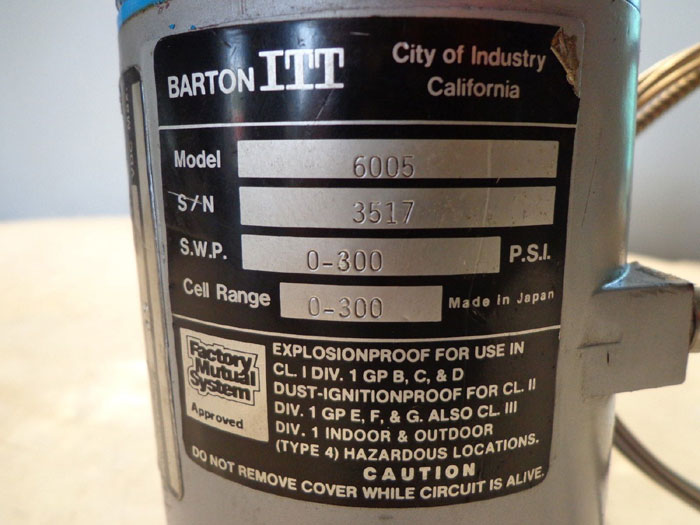 BARTON ITT
City of Industry
California
Model 6005
S/N 3517
S.W.P. 0-300 P.S.I.
Cell Range 0-300 Made in Japan
Factory
Mutual
System
Approved
EXPLOSIONPROOF FOR USE IN
CL. I DIV. 1 GP B, C, & D
DUST-IGNITIONPROOF FOR CL. II
DIV. 1 GP E, F, & G. ALSO CL. III
DIV. 1 INDOOR & OUTDOOR
(TYPE 4) HAZARDOUS LOCATIONS.
CAUTION
DO NOT REMOVE COVER WHILE CIRCUIT IS ALIVE.